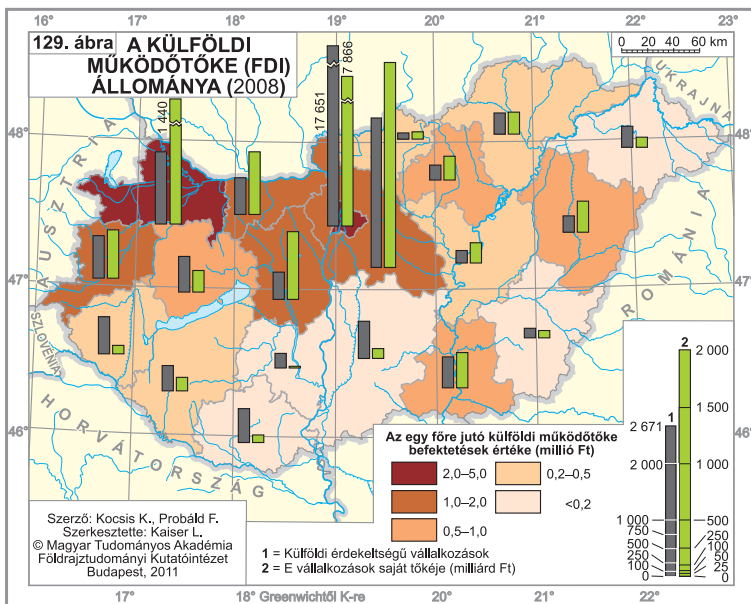 16° 17° 18° 19° 20° 21° 22° 23°
129. ábra
A KÜLFÖLDI
MŰKÖDŐTŐKE (FDI)
ÁLLOMÁNYA (2008)
0 20 40 60 km
UKRAJNA
AUSZTRIA
SZLOVÉNIA
HORVÁTORSZÁG
ROMÁNIA
48° 48°
47° 47°
46° 46°
1 440
17 651
7 866
Az egy főre jutó külföldi működőtőke
befektetések értéke (millió Ft)
2,0–5,0
1,0–2,0
0,5–1,0
0,2–0,5
<0,2
1 = Külföldi érdekeltségű vállalkozások
2 = E vállalkozások saját tőkéje (milliárd Ft)
1
2 671
2 000
1 000
750
500
250
100
0
2
2 000
1 500
1 000
500
250
100
50
25
0
Szerző: Kocsis K., Probáld F.
Szerkesztette: Kaiser L.
© Magyar Tudományos Akadémia
Földrajztudományi Kutatóintézet
Budapest, 2011
17° 18° Greenwichtől K-re 19° 20° 21° 22°